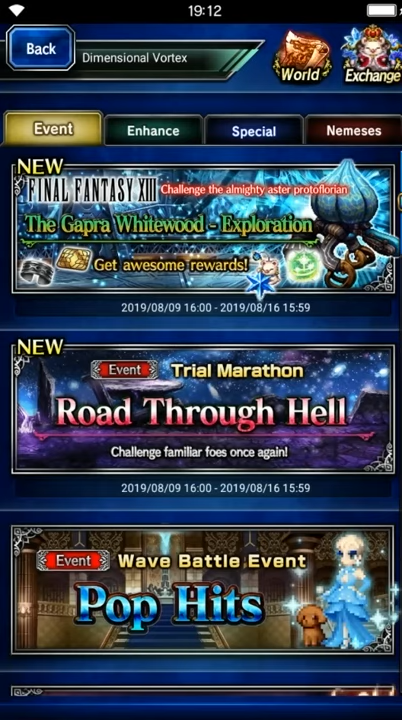 19:12
Back
Dimensional Vortex
World
Exchange
Event
Enhance
Special
Nemeses
NEW
FINAL FANTASY XIII
Challenge the almighty aster protoflorian
The Gapra Whitewood - Exploration
Get awesome rewards!
2019/08/09 16:00 - 2019/08/16 15:59
NEW
Event
Trial Marathon
Road Through Hell
Challenge familiar foes once again!
2019/08/09 16:00 - 2019/08/16 15:59
Event
Wave Battle Event
Pop Hits